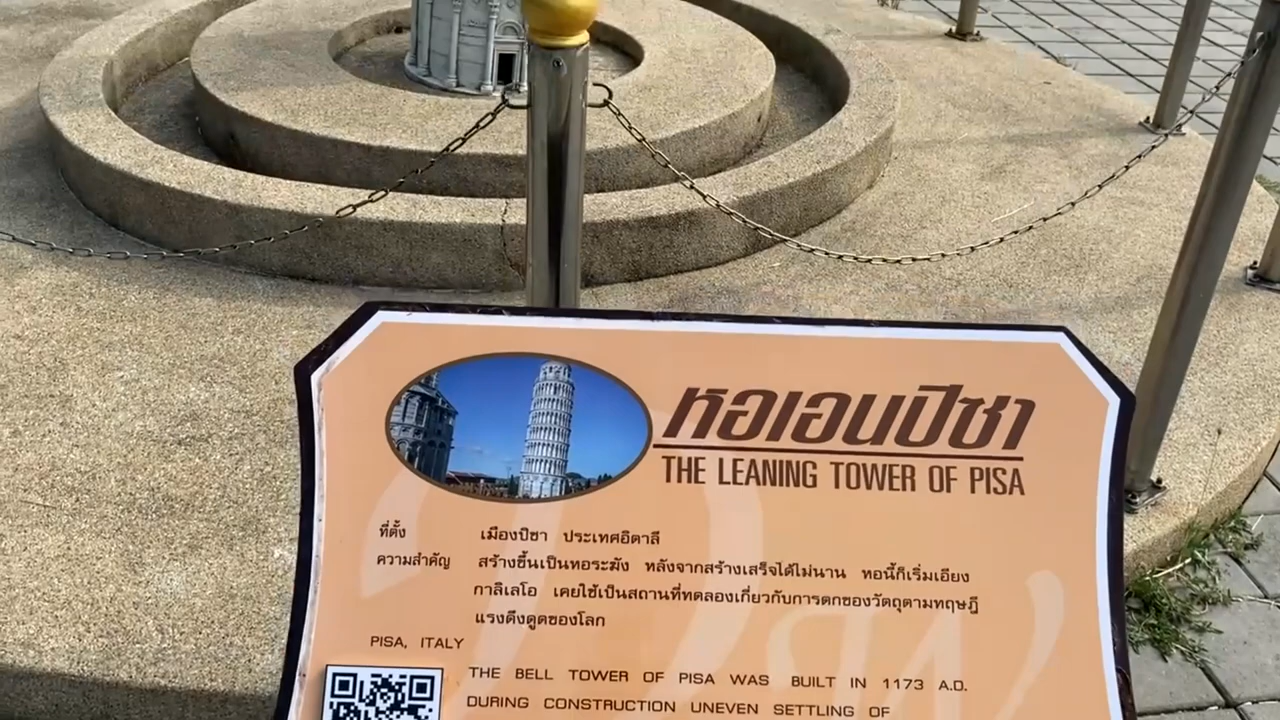 หอเอนปิซา
THE LEANING TOWER OF PISA
ที่ตั้ง เมืองปิซา ประเทศอิตาลี
ความสำคัญ สร้างขึ้นเป็นหอระฆัง หลังจากสร้างเสร็จได้ไม่นาน หอนี้ก็เริ่มเอียง
กาลิเลโอ เคยใช้เป็นสถานที่ทดลองเกี่ยวกับการตกของวัตถุตามทฤษฎี
แรงดึงดูดของโลก
PISA, ITALY
THE BELL TOWER OF PISA WAS BUILT IN 1173 A.D.
DURING CONSTRUCTION UNEVEN SETTLING OF